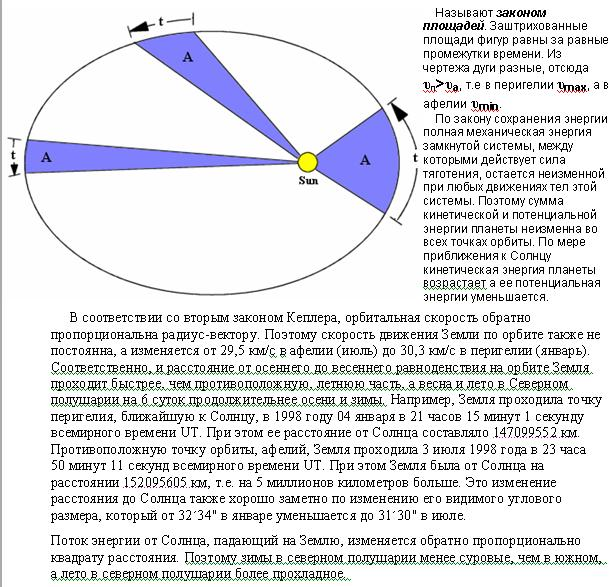 t
A
A
t
A
t
Sun
Называют законом
площадей. Заштрихованные
площади фигур равны за равные
промежутки времени. Из
чертежа дуги разные, отсюда
υп>υа, т.е в перигелии υmax, а в
афелии υmin.
По закону сохранения энергии
полная механическая энергия
замкнутой системы, между
которыми действует сила
тяготения, остается неизменной
при любых движениях тел этой
системы. Поэтому сумма
кинетической и потенциальной
энергии планеты неизменна во
всех точках орбиты. По мере
приближения к Солнцу
кинетическая энергия планеты
возрастает а ее потенциальная
энергии уменьшается.
В соответствии со вторым законом Кеплера, орбитальная скорость обратно
пропорциональна радиус-вектору. Поэтому скорость движения Земли по орбите также не
постоянна, а изменяется от 29,5 км/с в афелии (июль) до 30,3 км/с в перигелии (январь).
Соответственно, и расстояние от осеннего до весеннего равноденствия на орбите Земля
проходит быстрее, чем противоположную, летнюю часть, а весна и лето в Северном
полушарии на 6 суток продолжительнее осени и зимы. Например, Земля проходила точку
перигелия, ближайшую к Солнцу, в 1998 году 04 января в 21 часов 15 минут 1 секунду
всемирного времени UT. При этом ее расстояние от Солнца составляло 147099552 км.
Противоположную точку орбиты, афелий, Земля проходила 3 июля 1998 года в 23 часа
50 минут 11 секунд всемирного времени UT. При этом Земля была от Солнца на
расстоянии 152095605 км, т.е. на 5 миллионов километров больше. Это изменение
расстояния до Солнца также хорошо заметно по изменению его видимого углового
размера, который от 32´34" в январе уменьшается до 31´30" в июле.
Поток энергии от Солнца, падающий на Землю, изменяется обратно пропорционально
квадрату расстояния. Поэтому зимы в северном полушарии менее суровые, чем в южном,
а лето в северном полушарии более прохладное.